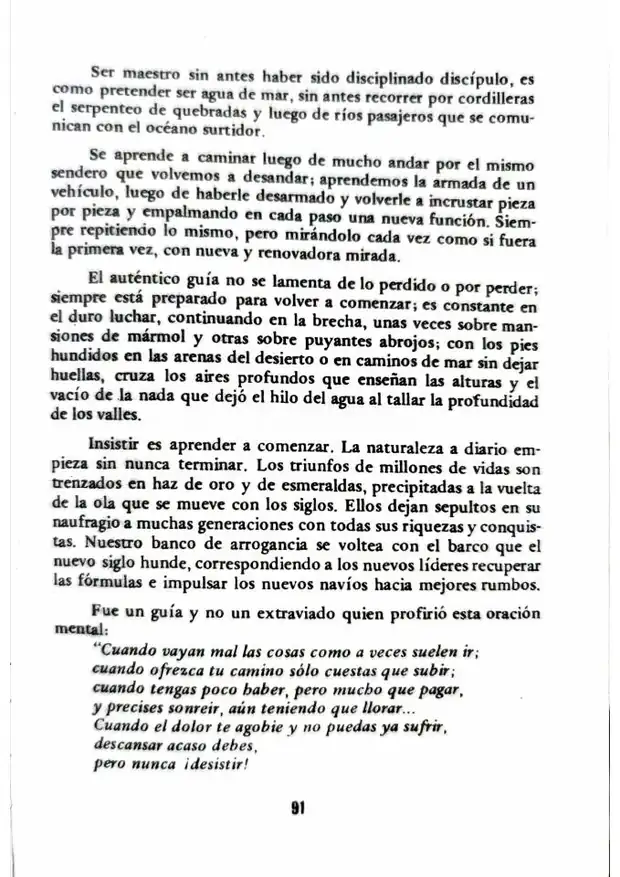 Ser maestro sin antes haber sido disciplinado discípulo, es
como pretender ser agua de mar, sin antes recorrer por cordilleras
el serpenteo de quebradas y luego de ríos pasajeros que se comu-
nican con el océano surtidor.
Se aprende a caminar luego de mucho andar por el mismo
sendero que volvemos a desandar; aprendemos la armada de un
vehículo, luego de haberle desarmado y volverle a incrustar pieza
por pieza y empalmando en cada paso una nueva función. Siem-
pre repitiendo lo mismo, pero mirándolo cada vez como si fuera
la primera vez, con nueva y renovadora mirada.
El auténtico guía no se lamenta de lo perdido o por perder;
siempre está preparado para volver a comenzar; es constante en
el duro luchar, continuando en la brecha, unas veces sobre man-
siones de mármol y otras sobre puyantes abrojos; con los pies
hundidos en las arenas del desierto o en caminos de mar sin dejar
huellas, cruza los aires profundos que enseñan las alturas y el
vacío de la nada que dejó el hilo del agua al tallar la profundidad
de los valles.
Insistir es aprender a comenzar. La naturaleza a diario em-
pieza sin nunca terminar. Los triunfos de millones de vidas son
trenzados en haz de oro y de esmeraldas, precipitadas a la vuelta
de la ola que se mueve con los siglos. Ellos dejan sepultos en su
naufragio a muchas generaciones con todas sus riquezas y conquis-
tas. Nuestro banco de arrogancia se voltea con el barco que el
nuevo siglo hunde, correspondiendo a los nuevos líderes recuperar
las fórmulas e impulsar los nuevos navíos hacia mejores rumbos.
Fue un guía y no un extraviado quien profirió esta oración
mental:
"Cuando vayan mal las cosas como a veces suelen ir;
cuando ofrezca tu camino sólo cuestas que subir;
cuando tengas poco haber, pero mucho que pagar,
y precises sonreir, aún teniendo que llorar...
Cuando el dolor te agobie y no puedas ya sufrir,
descansar acaso debes,
pero nunca ¡desistir!
91